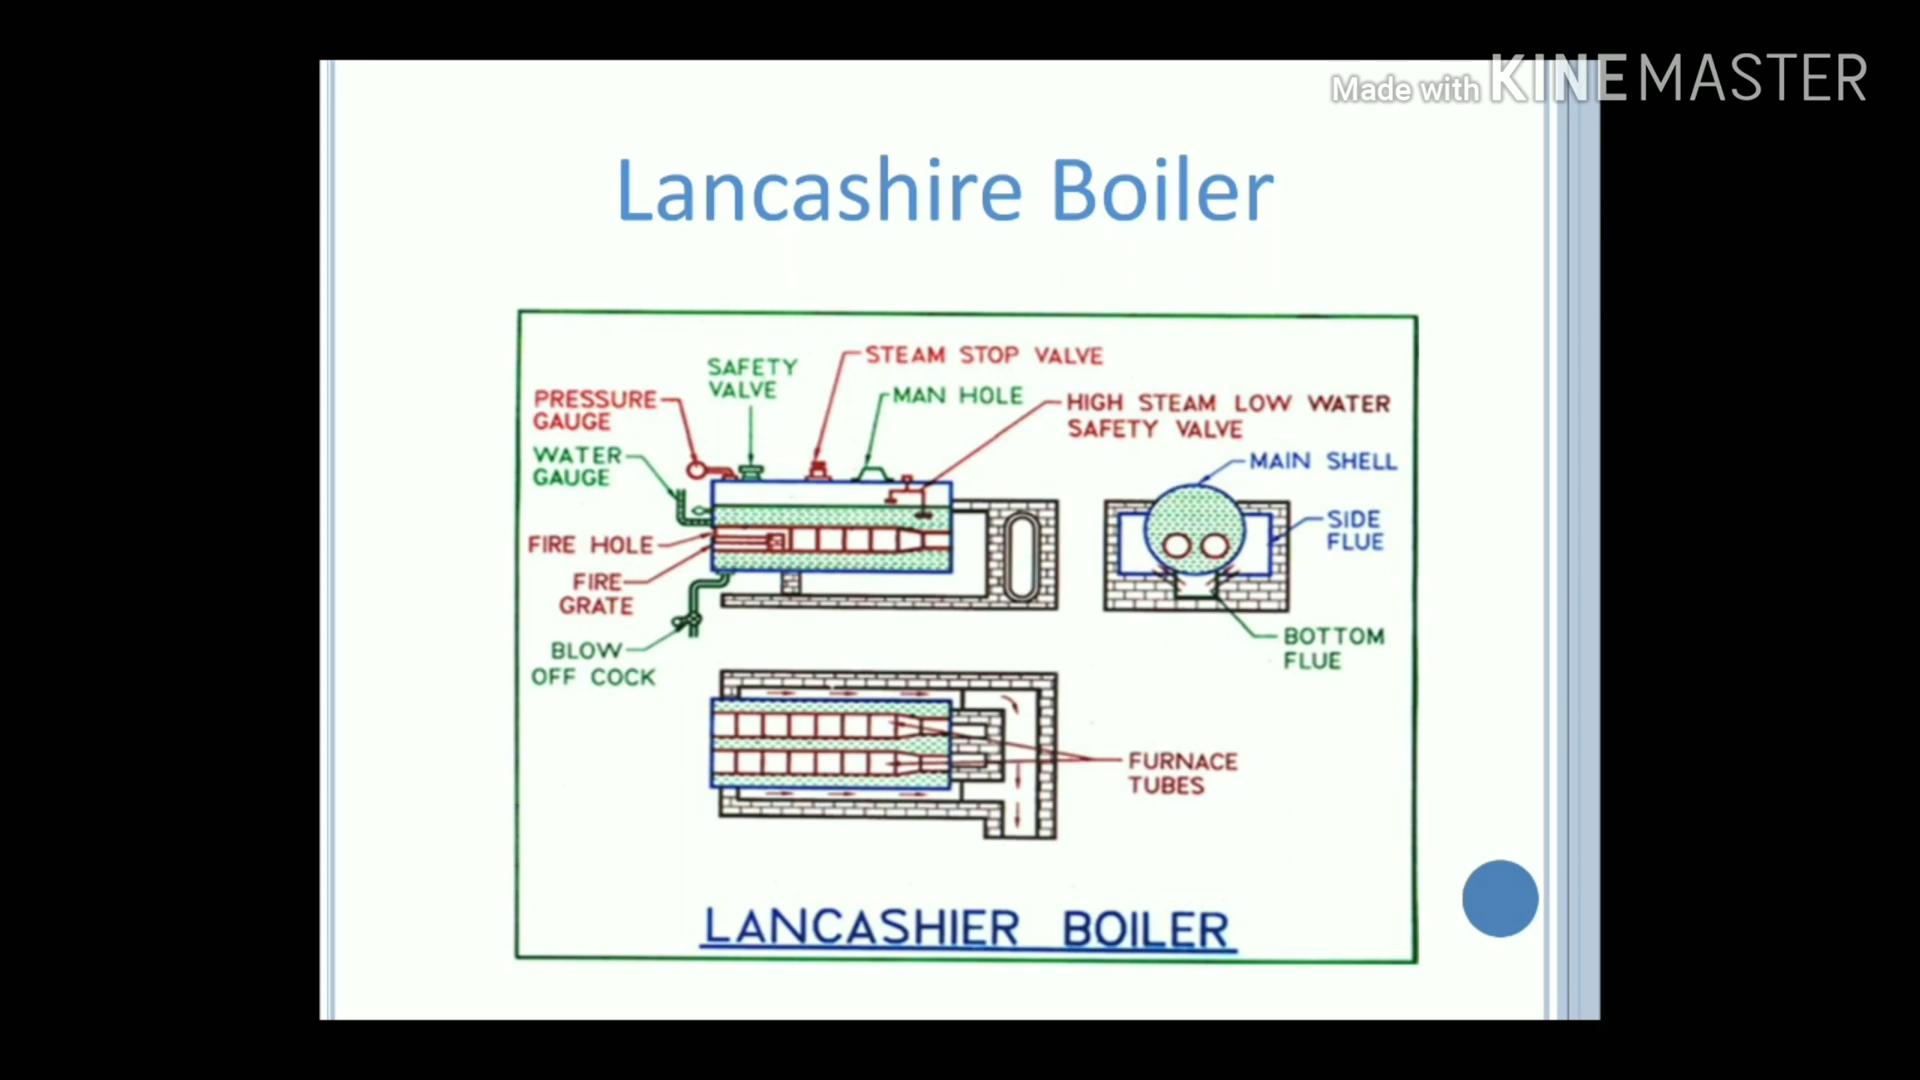 Made with KINEMASTER
Lancashire Boiler
STEAM STOP VALVE
SAFETY
VALVE
MAN HOLE
PRESSURE
GAUGE
HIGH STEAM LOW WATER
SAFETY VALVE
WATER
GAUGE
MAIN SHELL
SIDE
FLUE
FIRE HOLE
FIRE
GRATE
BLOW
OFF COCK
BOTTOM
FLUE
FURNACE
TUBES
LANCASHIER BOILER